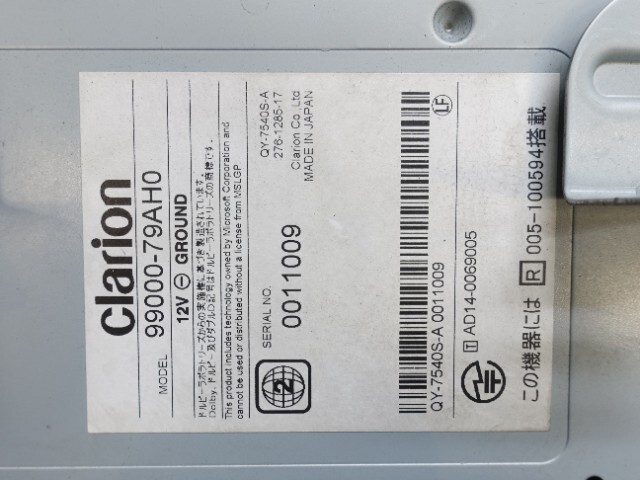 Clarion
MODEL 99000-79AH0
12V ⊖ GROUND
ドルビーラボラトリーズからの実施権に基づき製造されています。
Dolby、ドルビー及びダブルD記号はドルビーラボラトリーズの商標です。
This product includes technology owned by Microsoft Corporation and
cannot be used or distributed without a license from MSLGP
2
SERIAL NO.
0011009
QY-7540S-A
276-1285-17
Clarion Co.,Ltd
MADE IN JAPAN
LF
QY-7540S-A 0011009
T AD14-0069005
この機器には R 005-100594搭載